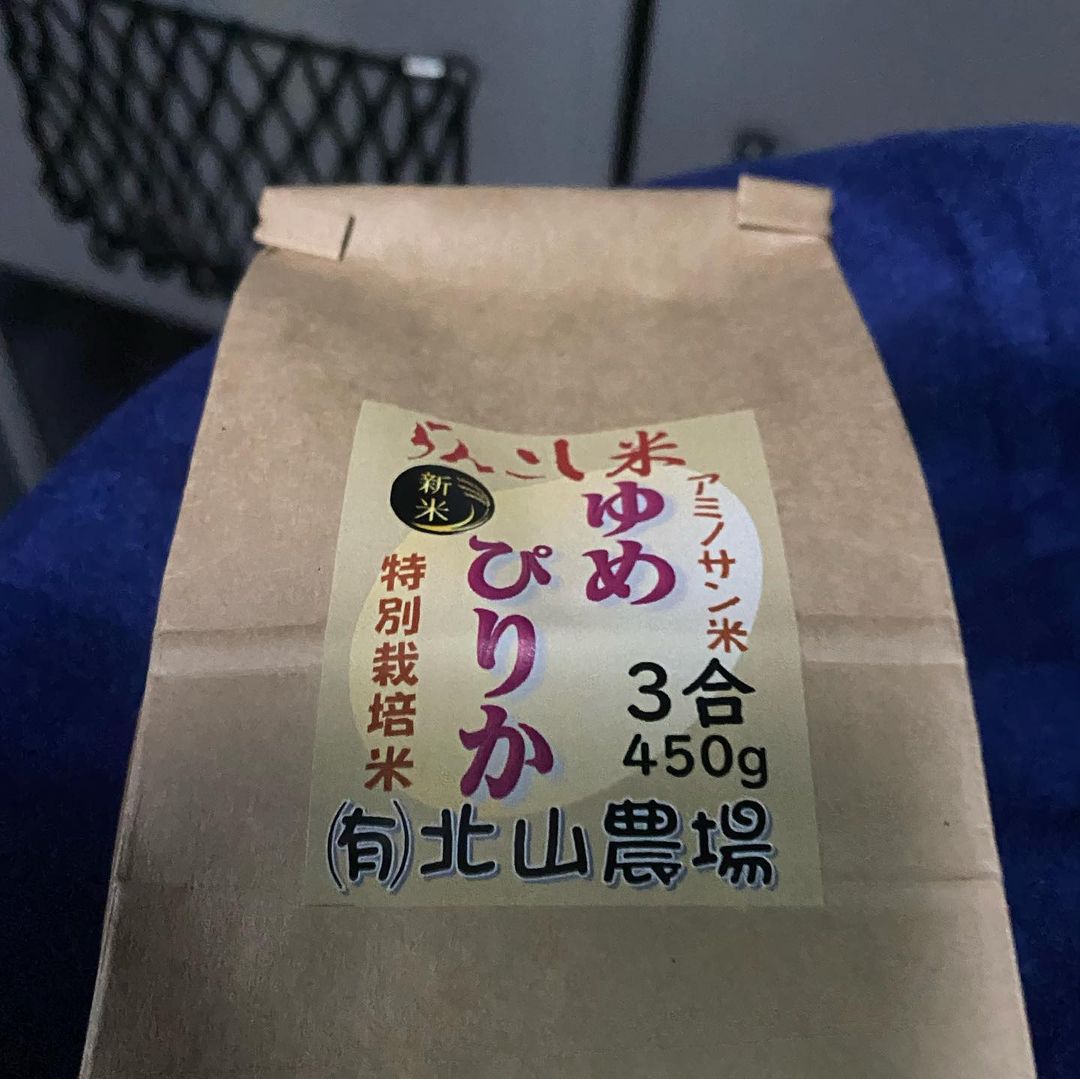 らんこし米
新米
アミノサン米
ゆめ
ぴりか
特別栽培米
3合
450g
(有)北山農場